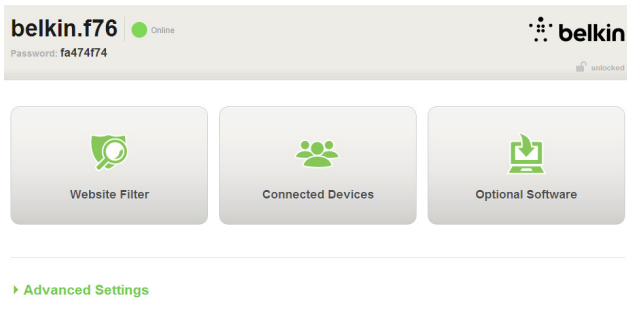 belkin.f76 Online
Password: fa474f74
belkin
unlocked
Website Filter
Connected Devices
Optional Software
Advanced Settings